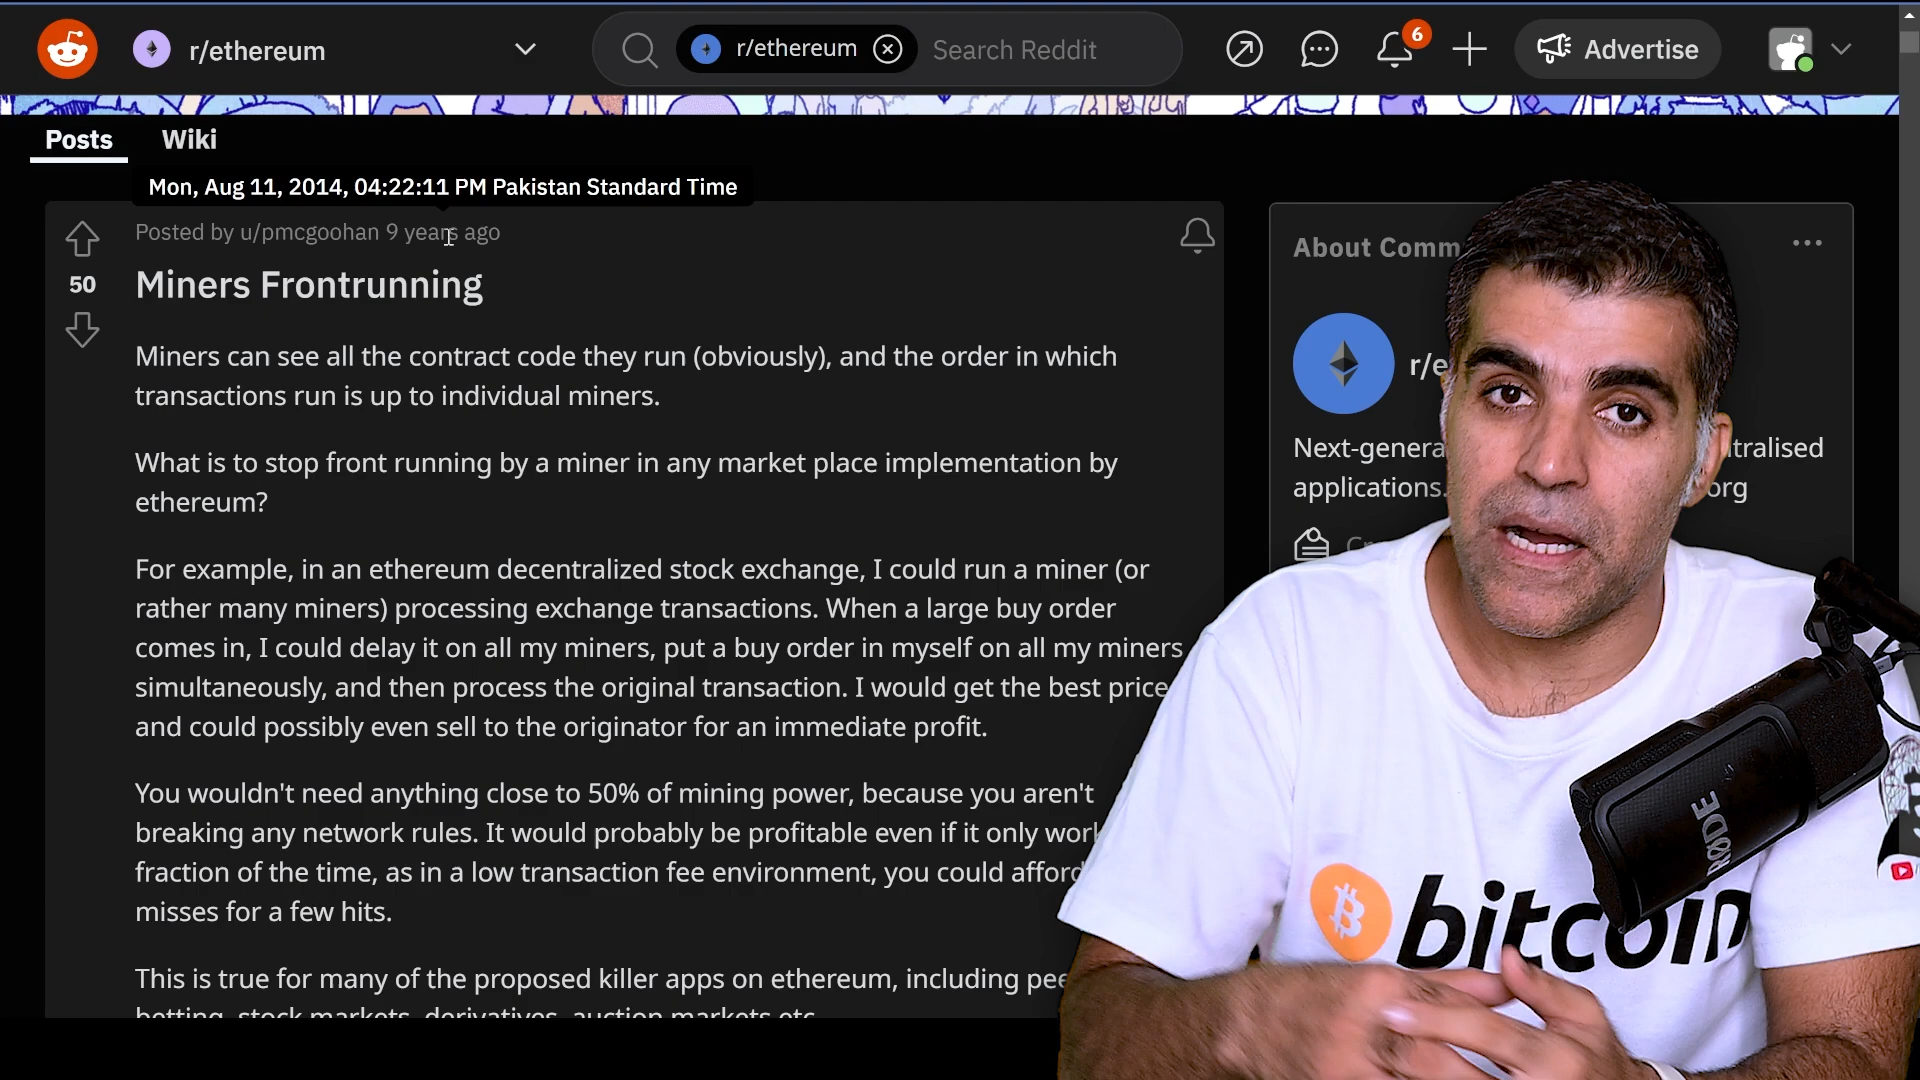 r/ethereum
r/ethereum
Search Reddit
6
Advertise
Posts
Wiki
Mon, Aug 11, 2014, 04:22:11 PM Pakistan Standard Time
Posted by u/pmcgoohan 9 years ago
50
Miners Frontrunning
Miners can see all the contract code they run (obviously), and the order in which
transactions run is up to individual miners.
What is to stop front running by a miner in any market place implementation by
ethereum?
For example, in an ethereum decentralized stock exchange, I could run a miner (or
rather many miners) processing exchange transactions. When a large buy order
comes in, I could delay it on all my miners, put a buy order in myself on all my miners
simultaneously, and then process the original transaction. I would get the best price
and could possibly even sell to the originator for an immediate profit.
You wouldn't need anything close to 50% of mining power, because you aren't
breaking any network rules. It would probably be profitable even if it only work
fraction of the time, as in a low transaction fee environment, you could afford
misses for a few hits.
This is true for many of the proposed killer apps on ethereum, including pee
betting, stock markets, derivatives, auction markets etc
About Comm
r/e
Next-genera
tralised
applications.
org
RØDE
bitcoin